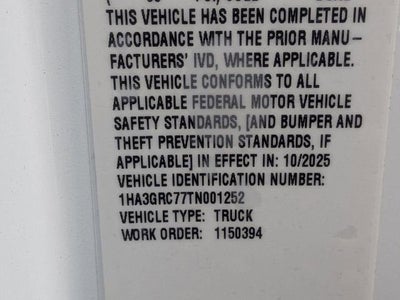 THIS VEHICLE HAS BEEN COMPLETED IN
ACCORDANCE WITH THE PRIOR MANU-
FACTURERS' IVD, WHERE APPLICABLE.
THIS VEHICLE CONFORMS TO ALL
APPLICABLE FEDERAL MOTOR VEHICLE
SAFETY STANDARDS, [AND BUMPER AND
THEFT PREVENTION STANDARDS, IF
APPLICABLE] IN EFFECT IN: 10/2025
VEHICLE IDENTIFICATION NUMBER:
1HA3GRC77TN001252
VEHICLE TYPE: TRUCK
WORK ORDER: 1150394